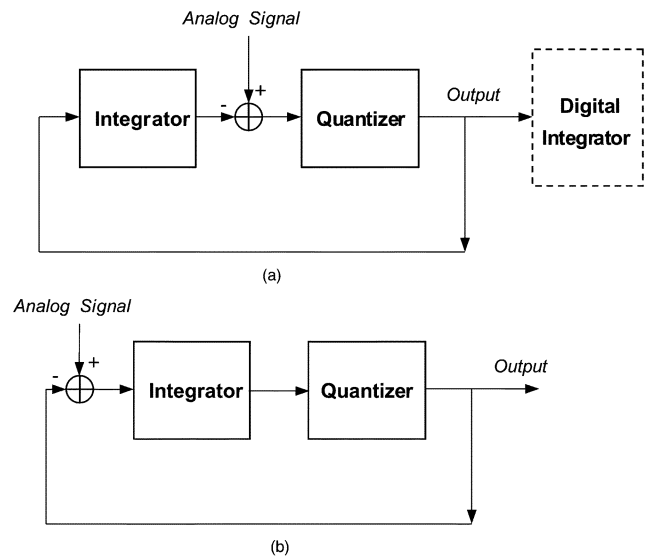 Analog Signal
- +
Integrator
Quantizer
Output
Digital
Integrator
(a)
Analog Signal
- +
Integrator
Quantizer
Output
(b)